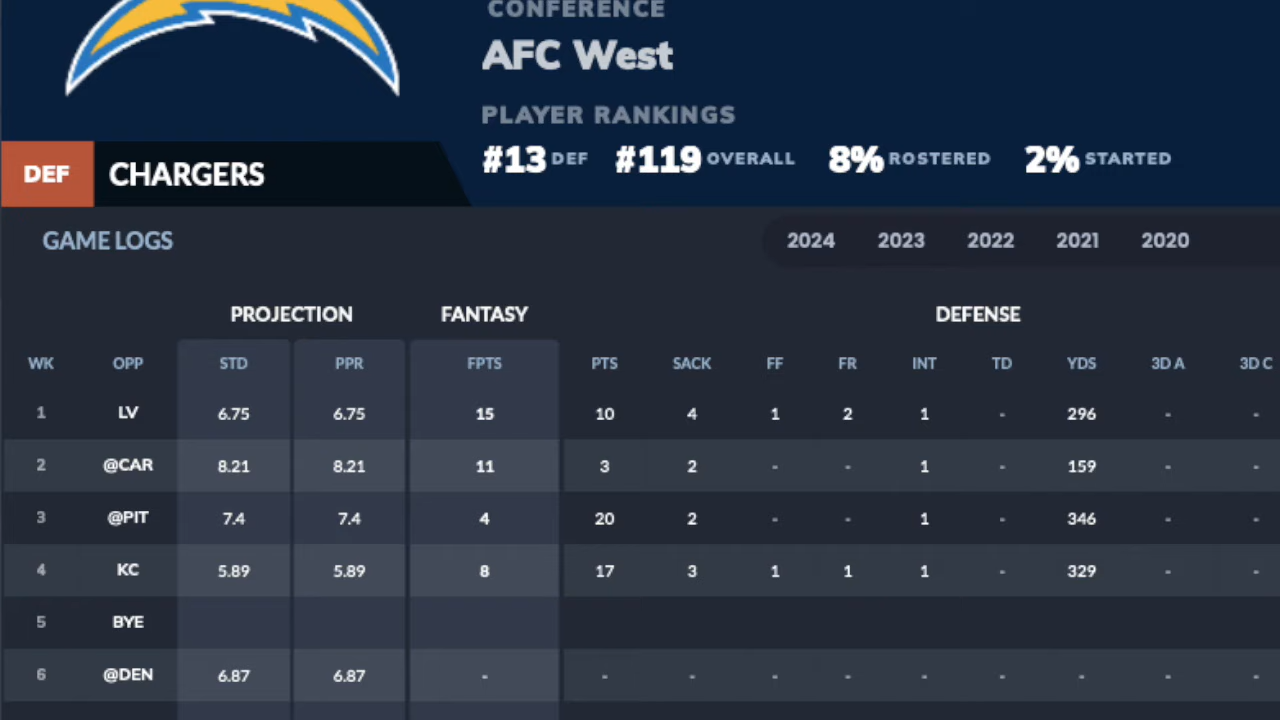 CONFERENCE
AFC West
PLAYER RANKINGS
#13 DEF #119 OVERALL 8% ROSTERED 2% STARTED
DEF CHARGERS
GAME LOGS 2024 2023 2022 2021 2020
PROJECTION FANTASY DEFENSE
WK OPP STD PPR FPTS PTS SACK FF FR INT TD YDS 3D A 3D C
1 LV 6.75 6.75 15 10 4 1 2 1 - 296 - -
2 @CAR 8.21 8.21 11 3 2 - - 1 - 159 - -
3 @PIT 7.4 7.4 4 20 2 - - 1 - 346 - -
4 KC 5.89 5.89 8 17 3 1 1 1 - 329 - -
5 BYE
6 @DEN 6.87 6.87 - - - - - - - - - -